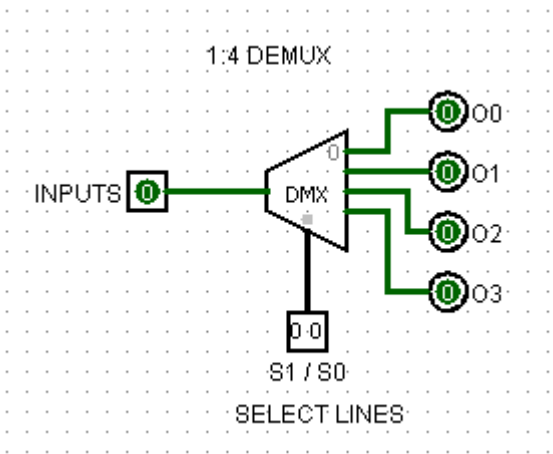 1:4 DEMUX
0 O0
0
0 O1
INPUTS 0
DMX
0 O2
0 O3
0 0
S1 / S0
SELECT LINES